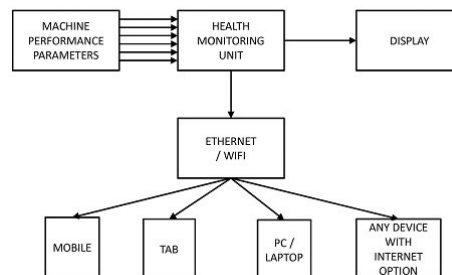 MACHINE
PERFORMANCE
PARAMETERS
HEALTH
MONITORING
UNIT
DISPLAY
ETHERNET
/ WIFI
MOBILE
TAB
PC /
LAPTOP
ANY DEVICE
WITH
INTERNET
OPTION